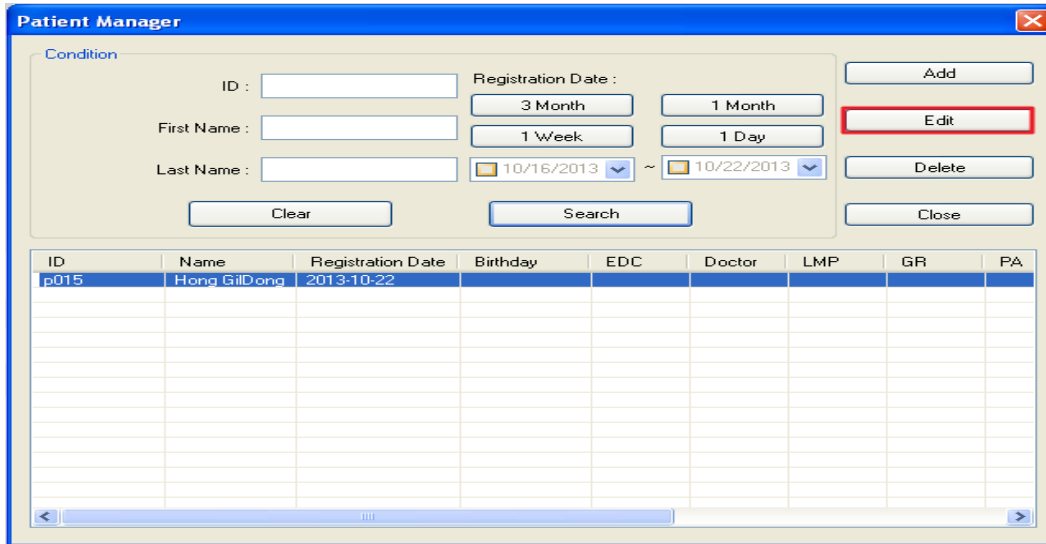 Patient Manager
Condition
ID :
First Name :
Last Name :
Registration Date :
3 Month
1 Month
1 Week
1 Day
10/16/2013 ~ 10/22/2013
Clear
Search
Add
Edit
Delete
Close
ID Name Registration Date Birthday EDC Doctor LMP GR PA
p015 Hong GilDong 2013-10-22